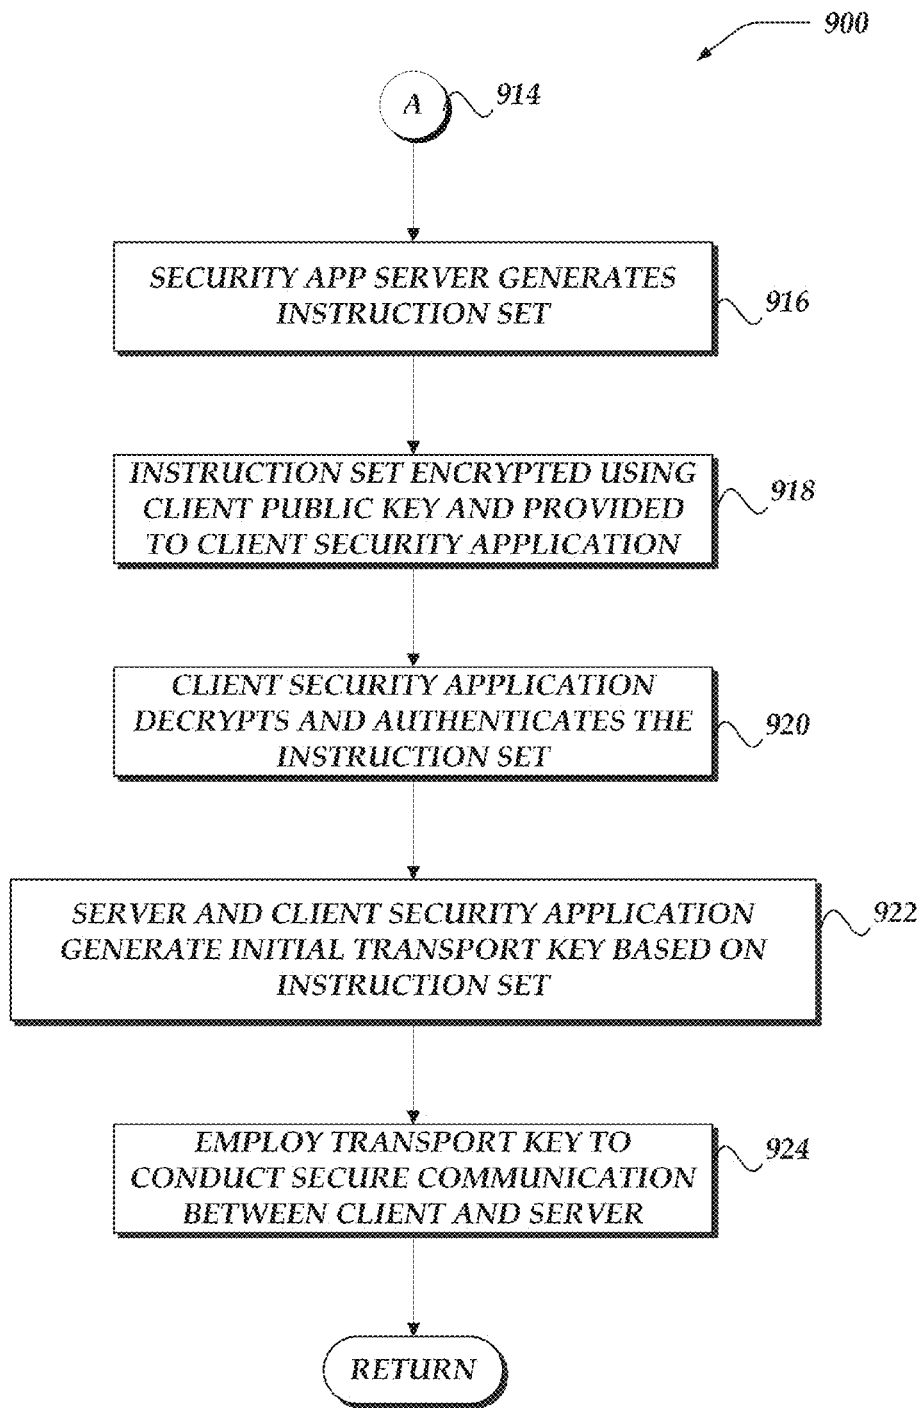 900
A
914
SECURITY APP SERVER GENERATES
INSTRUCTION SET
916
INSTRUCTION SET ENCRYPTED USING
CLIENT PUBLIC KEY AND PROVIDED
TO CLIENT SECURITY APPLICATION
918
CLIENT SECURITY APPLICATION
DECRYPTS AND AUTHENTICATES THE
INSTRUCTION SET
920
SERVER AND CLIENT SECURITY APPLICATION
GENERATE INITIAL TRANSPORT KEY BASED ON
INSTRUCTION SET
922
EMPLOY TRANSPORT KEY TO
CONDUCT SECURE COMMUNICATION
BETWEEN CLIENT AND SERVER
924
RETURN